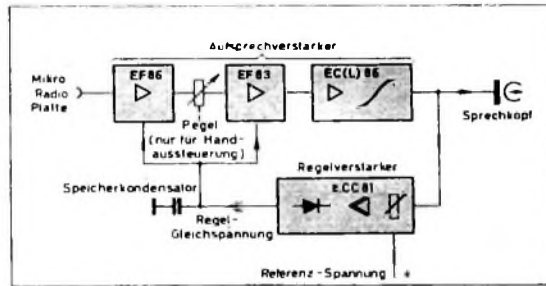 Aufsprechverstärker
EF86
EF83
EC(L) 86
Mikro
Radio
Platte
Pegel
(nur für Hand-
aussteuerung)
Sprechkopf
Regelverstärker
ECC81
Speicherkondensator
Regel-
Gleichspannung
Referenz-Spannung +